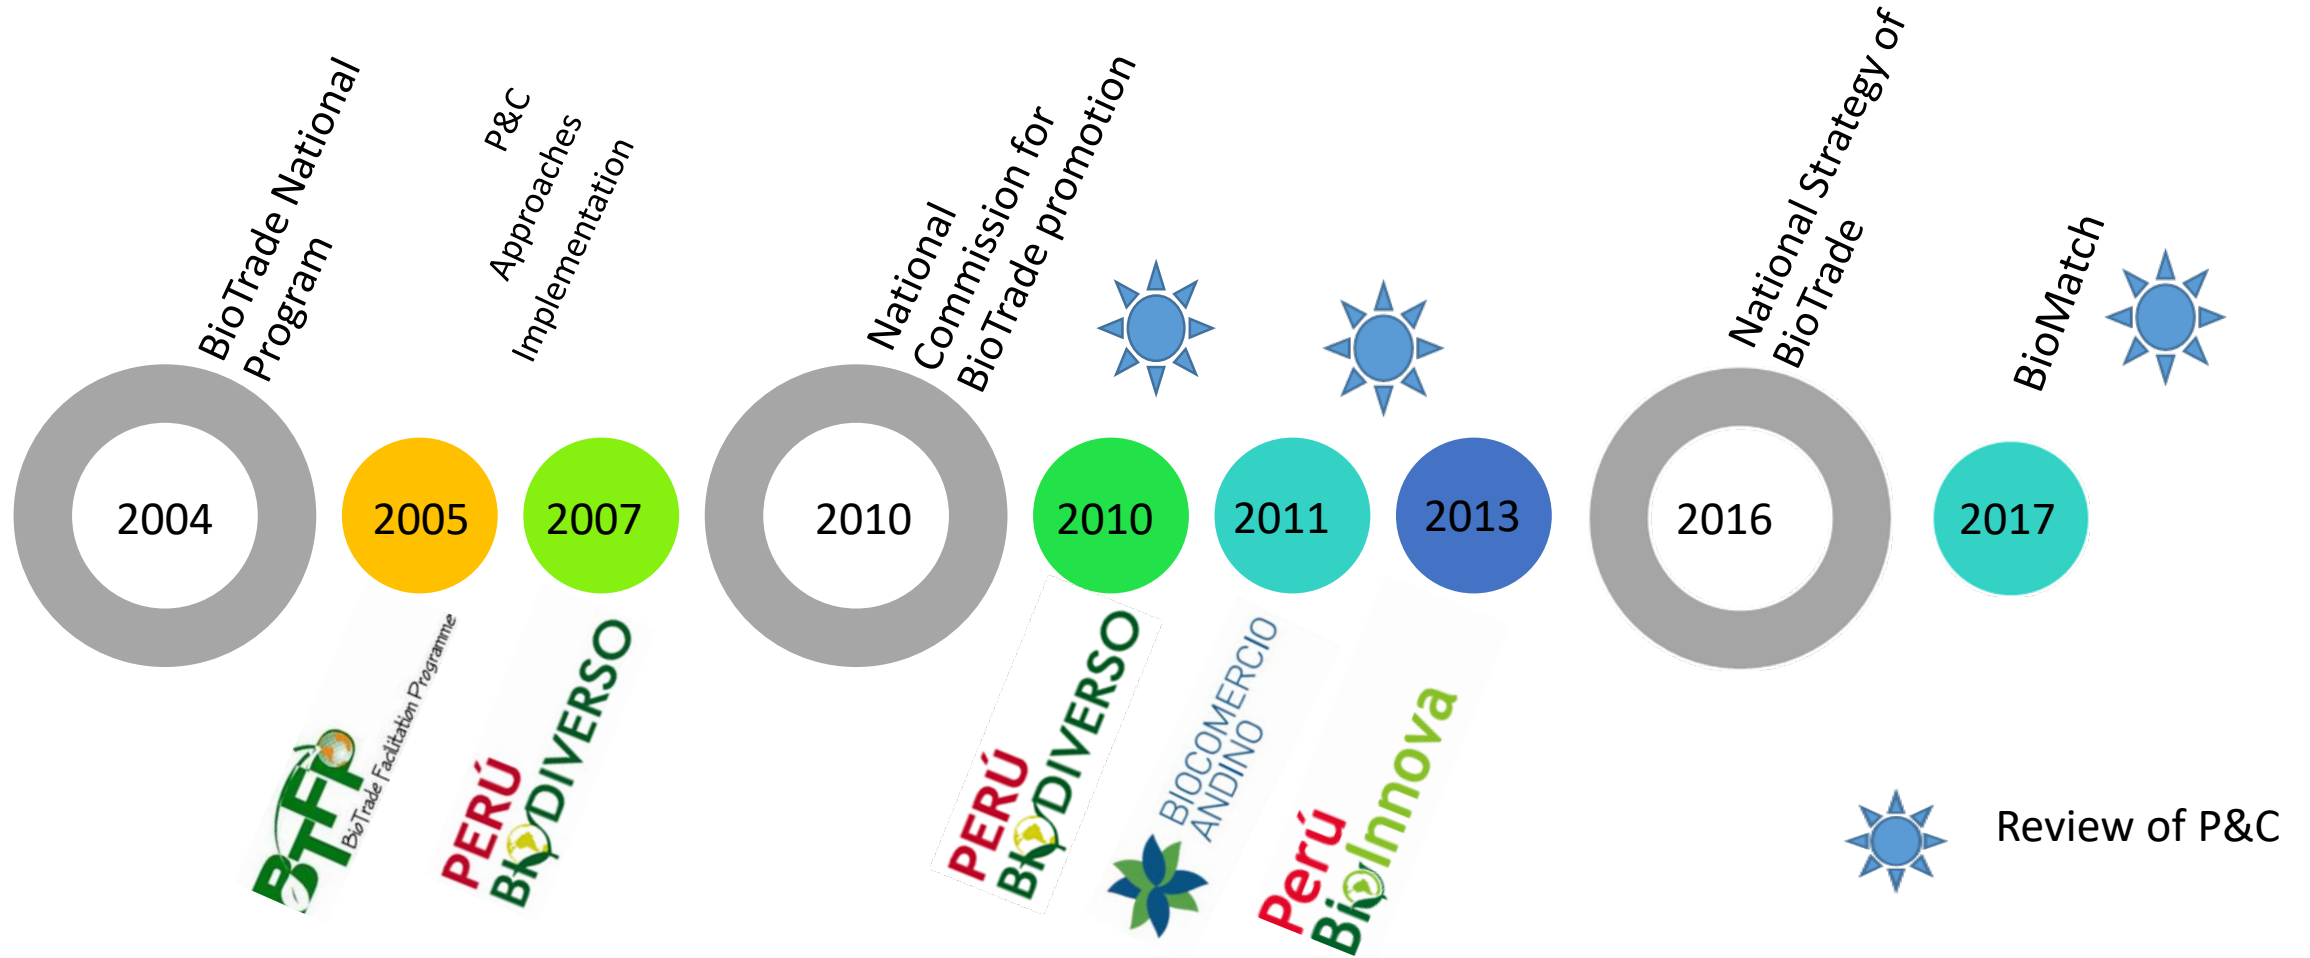 BioTrade National
Program
P&C
Approaches
Implementation
National
Commission for
BioTrade promotion
National Strategy of
BioTrade
BioMatch
2004
2005
2007
2010
2010
2011
2013
2016
2017
BTFP
BioTrade Facilitation Programme
PERÚ
BIODIVERSO
PERÚ
BIODIVERSO
BIOCOMERCIO
ANDINO
Perú
BioInnova
Review of P&C